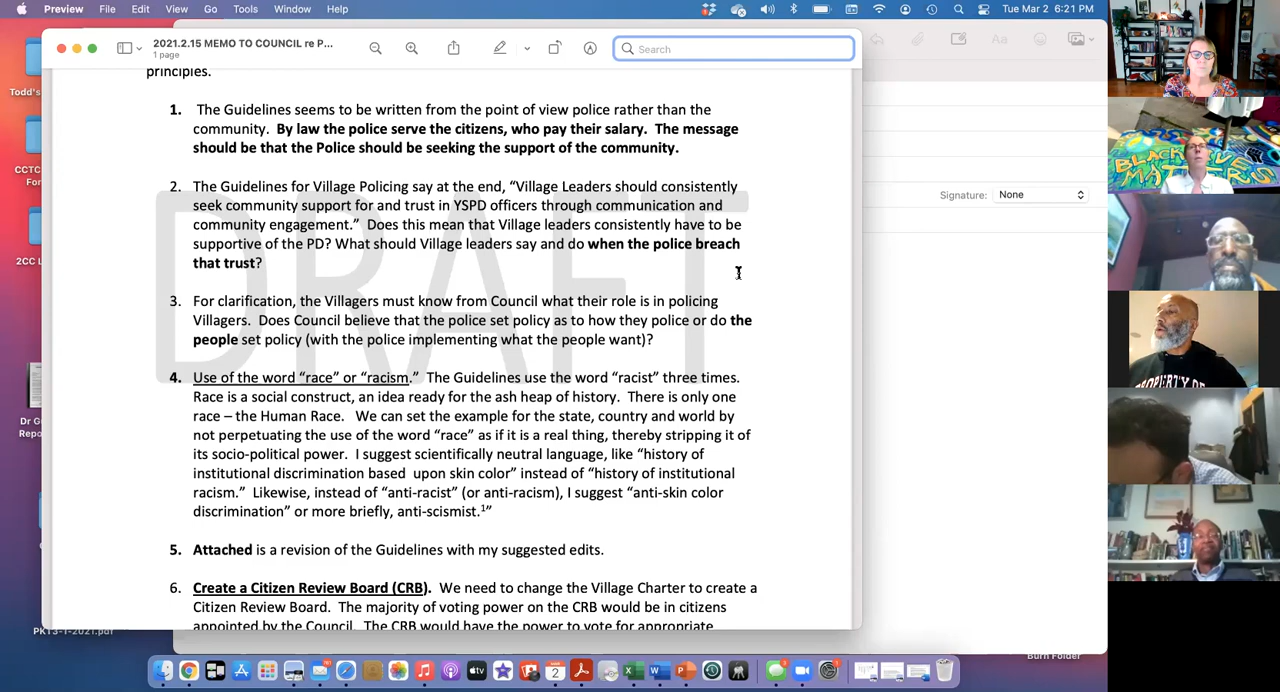 Preview File Edit View Go Tools Window Help
Tue Mar 2 6:21 PM
2021.2.15 MEMO TO COUNCIL re P...
1 page
Search
principles.
1. The Guidelines seems to be written from the point of view police rather than the
community. By law the police serve the citizens, who pay their salary. The message
should be that the Police should be seeking the support of the community.
2. The Guidelines for Village Policing say at the end, “Village Leaders should consistently
seek community support for and trust in YSPD officers through communication and
community engagement.” Does this mean that Village leaders consistently have to be
supportive of the PD? What should Village leaders say and do when the police breach
that trust?
3. For clarification, the Villagers must know from Council what their role is in policing
Villagers. Does Council believe that the police set policy as to how they police or do the
people set policy (with the police implementing what the people want)?
4. Use of the word “race” or “racism.” The Guidelines use the word “racist” three times.
Race is a social construct, an idea ready for the ash heap of history. There is only one
race – the Human Race. We can set the example for the state, country and world by
not perpetuating the use of the word “race” as if it is a real thing, thereby stripping it of
its socio-political power. I suggest scientifically neutral language, like “history of
institutional discrimination based upon skin color” instead of “history of institutional
racism.” Likewise, instead of “anti-racist” (or anti-racism), I suggest “anti-skin color
discrimination” or more briefly, anti-scismist.¹”
5. Attached is a revision of the Guidelines with my suggested edits.
6. Create a Citizen Review Board (CRB). We need to change the Village Charter to create a
Citizen Review Board. The majority of voting power on the CRB would be in citizens
appointed by the Council. The CRB would have the power to vote for appropriate
DRAFT
Signature: None
Todd's
CCTC
For
2CC L
Dr G
Repo
PKT3-1-2021.pdf
Burn Folder
BLACK LIVES
MATTERS
PROPERTY OF